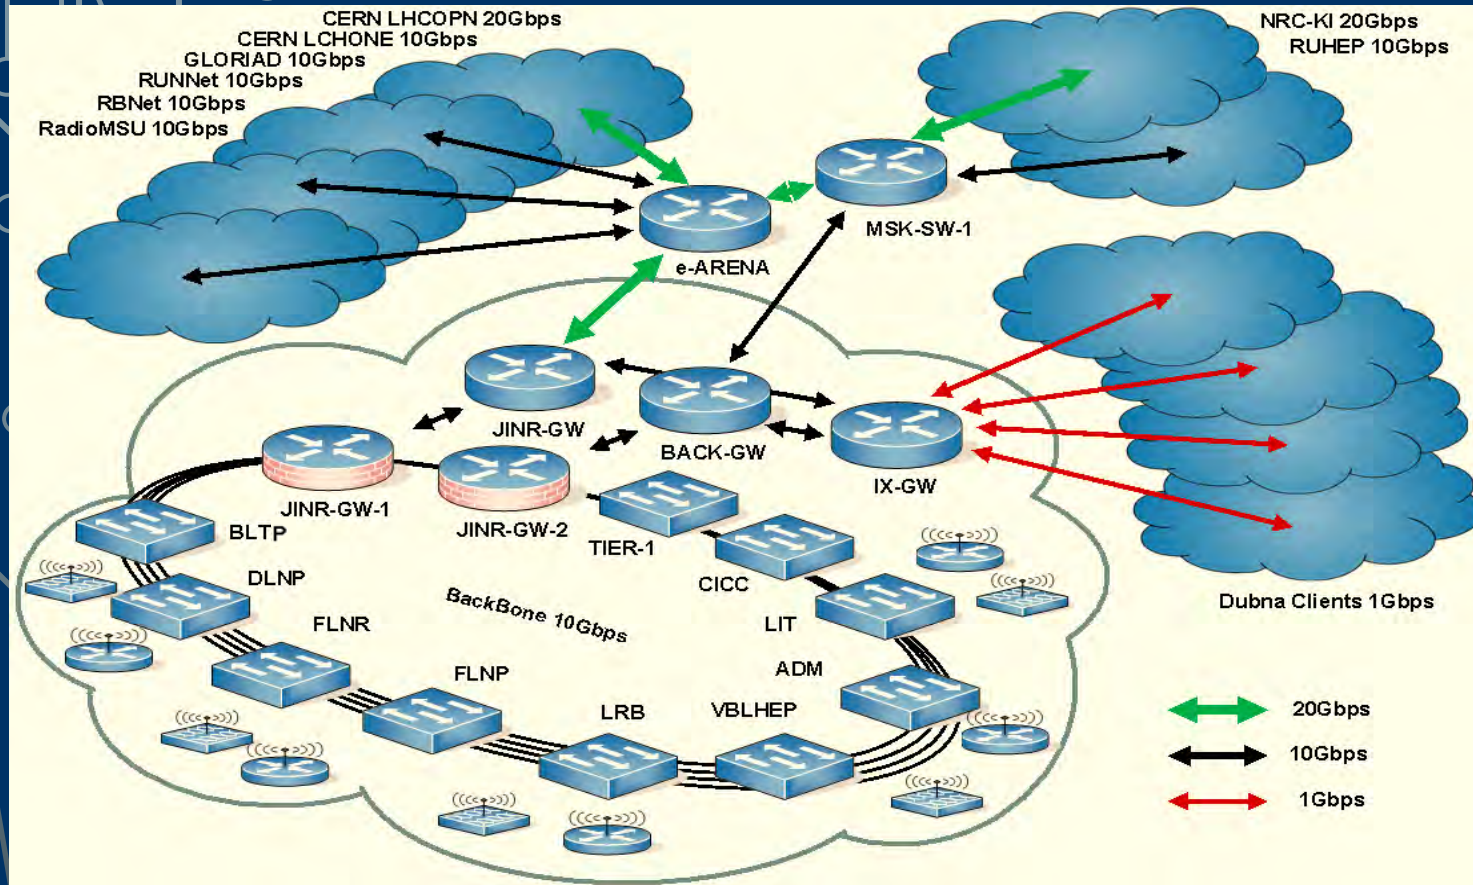 CERN LHCOPN 20Gbps
CERN LCHONE 10Gbps
GLORIAD 10Gbps
RUNNet 10Gbps
RBNet 10Gbps
RadioMSU 10Gbps
NRC-KI 20Gbps
RUHEP 10Gbps
MSK-SW-1
e-ARENA
JINR-GW
BACK-GW
IX-GW
JINR-GW-1
JINR-GW-2
TIER-1
BLTP
CICC
DLNP
BackBone 10Gbps
LIT
FLNR
FLNP
ADM
LRB
VBLHEP
Dubna Clients 1Gbps
20Gbps
10Gbps
1Gbps